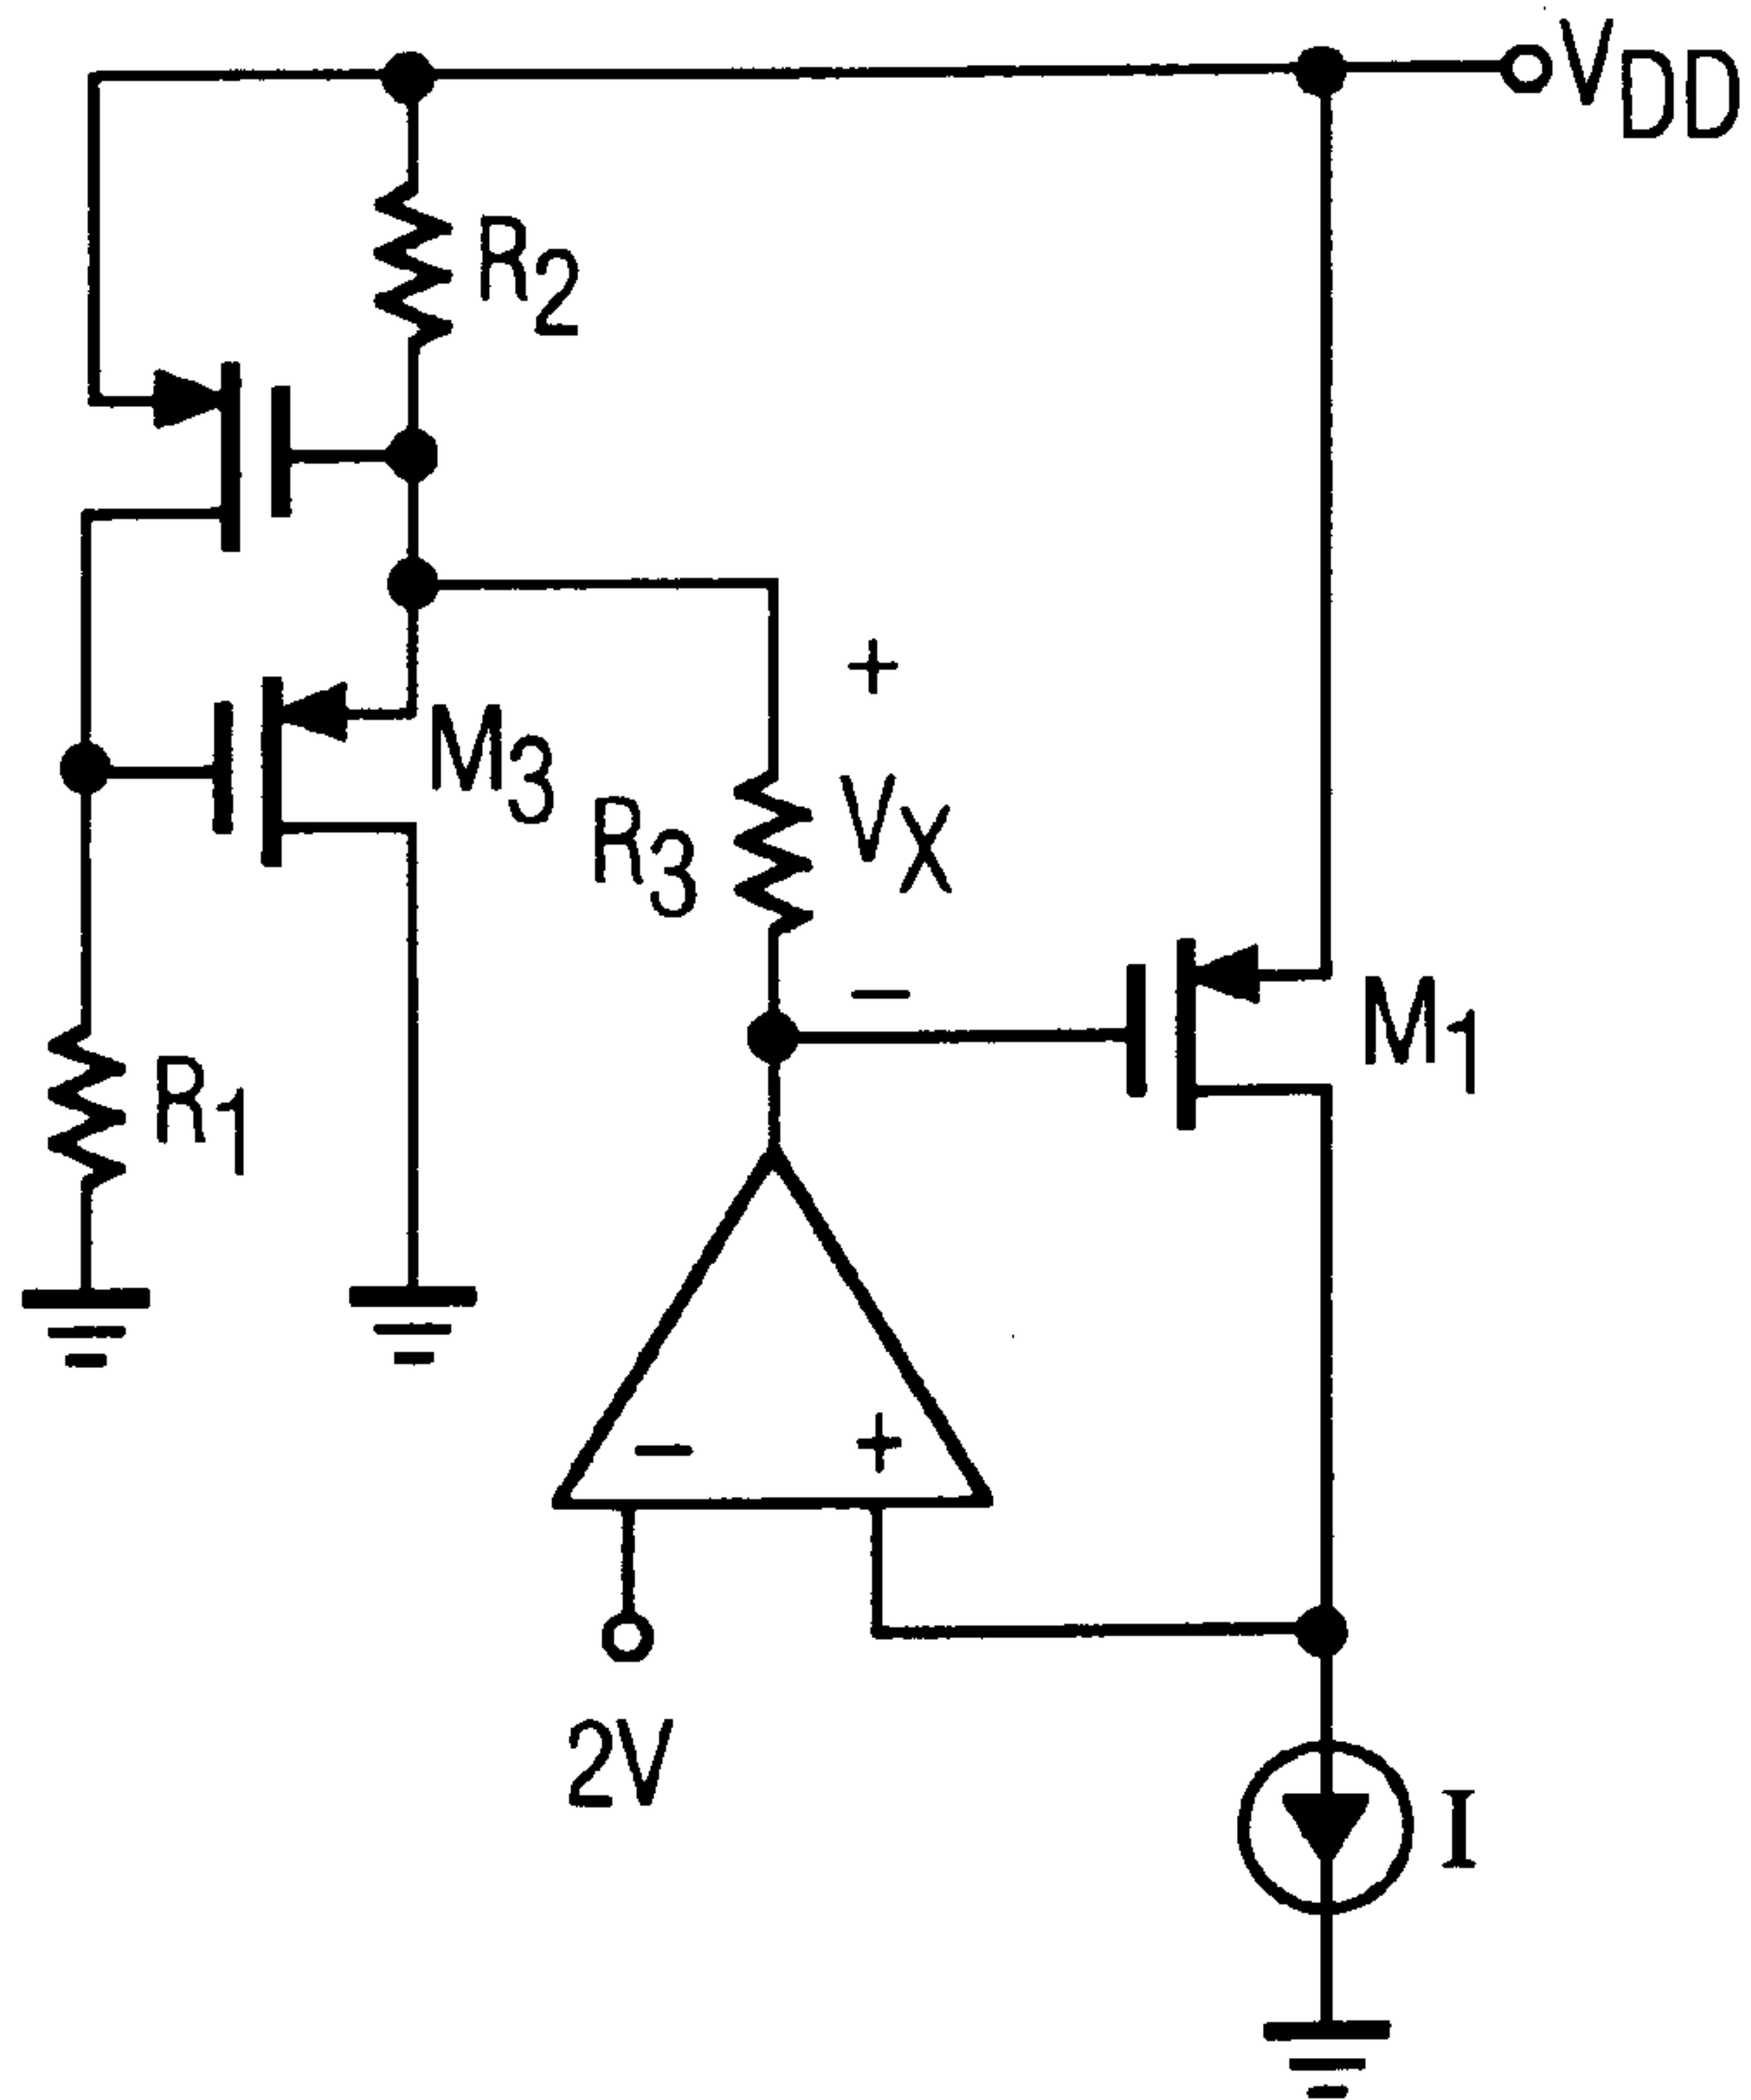 VDD
R2
M3
+
R3
VX
−
M1
R1
− +
2V
I